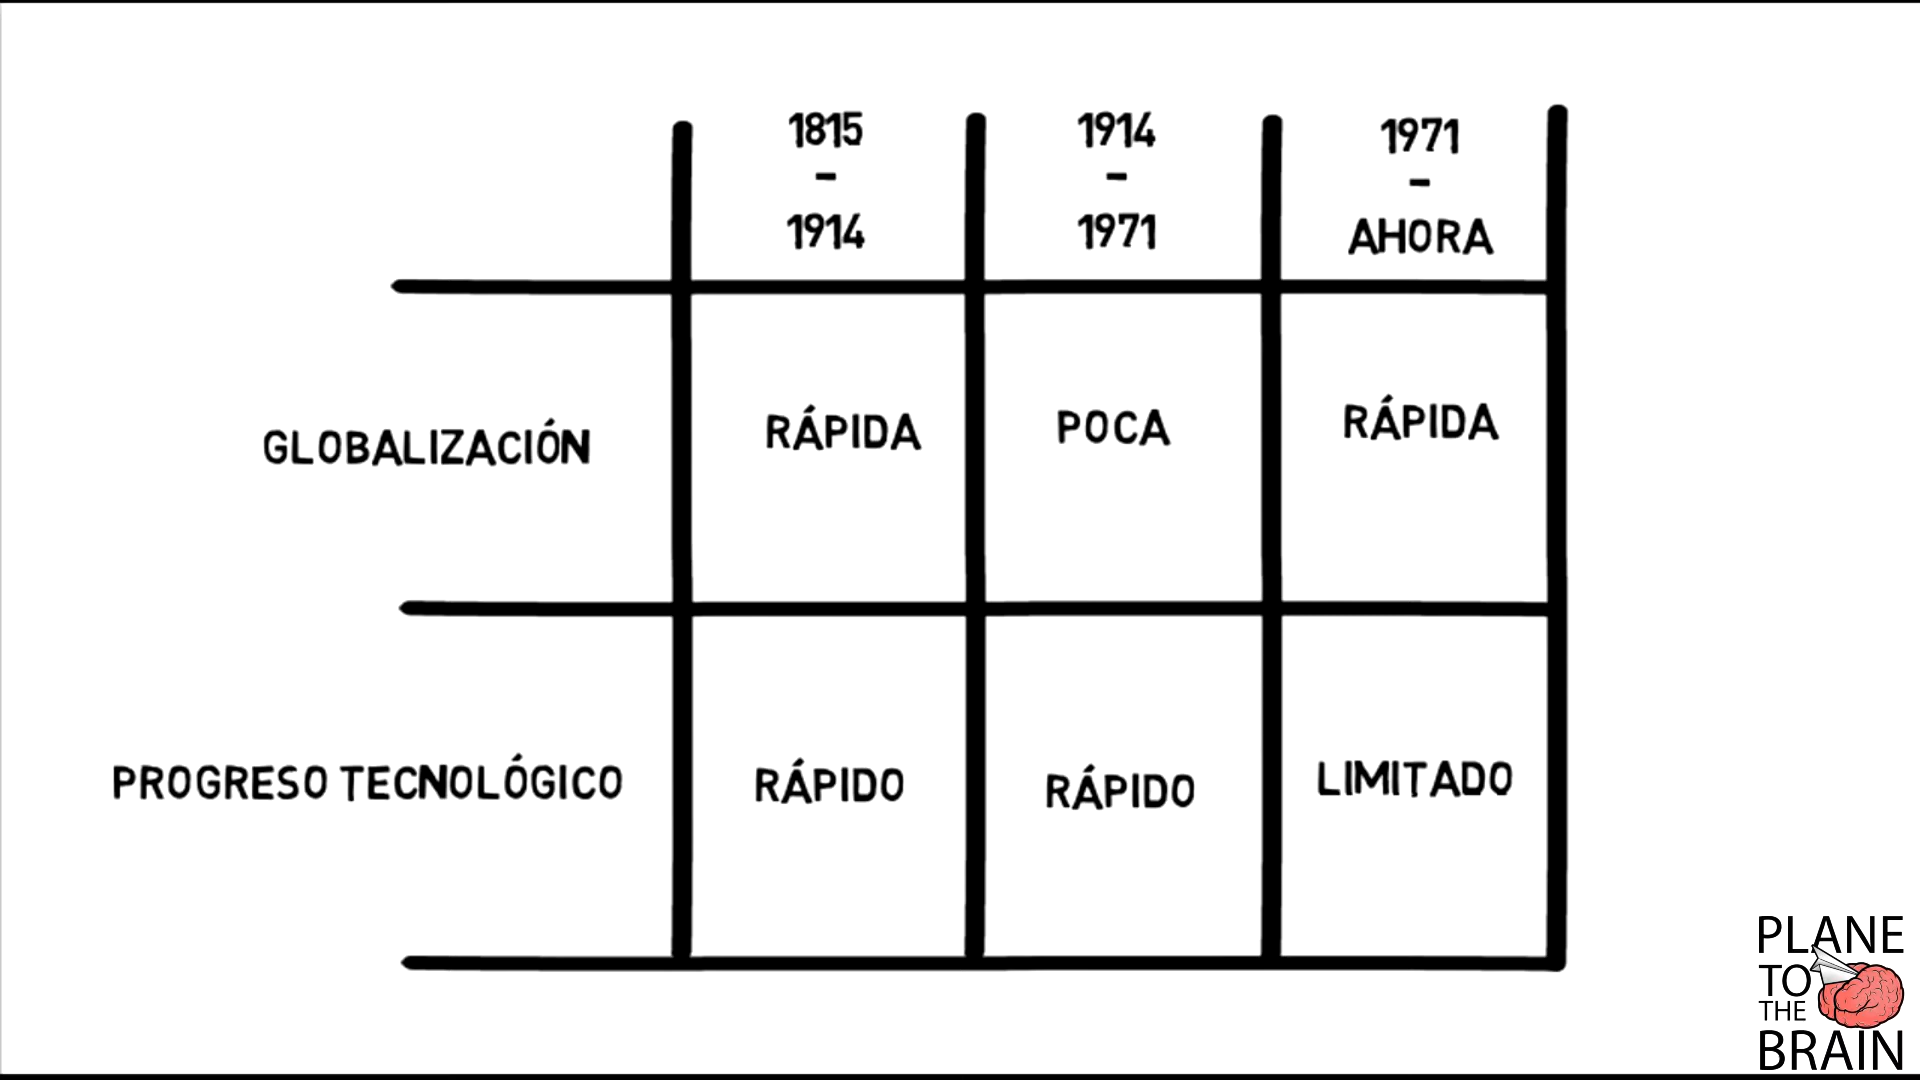 1815
–
1914
1914
–
1971
1971
–
AHORA
GLOBALIZACIÓN
RÁPIDA
POCA
RÁPIDA
PROGRESO TECNOLÓGICO
RÁPIDO
RÁPIDO
LIMITADO
PLANE
TO
THE
BRAIN